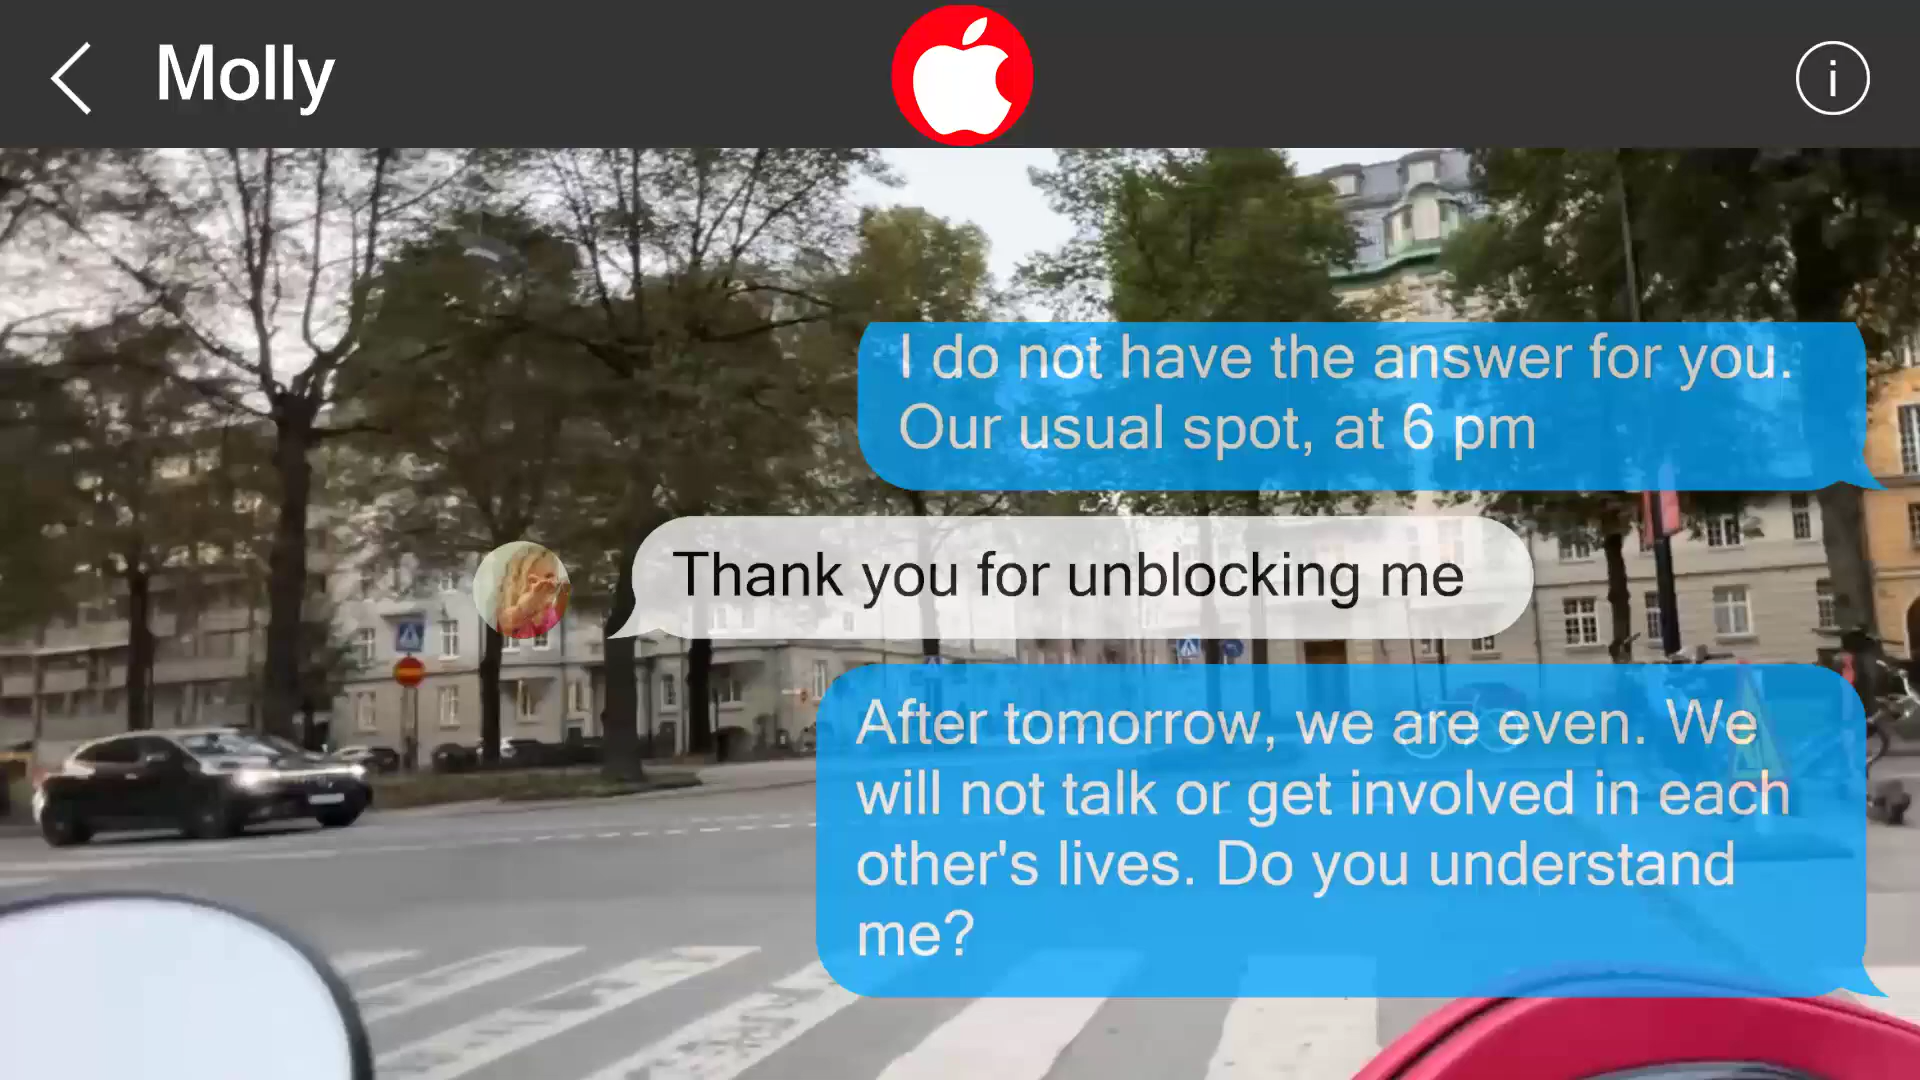 Molly
I do not have the answer for you.
Our usual spot, at 6 pm
Thank you for unblocking me
After tomorrow, we are even. We
will not talk or get involved in each
other's lives. Do you understand
me?